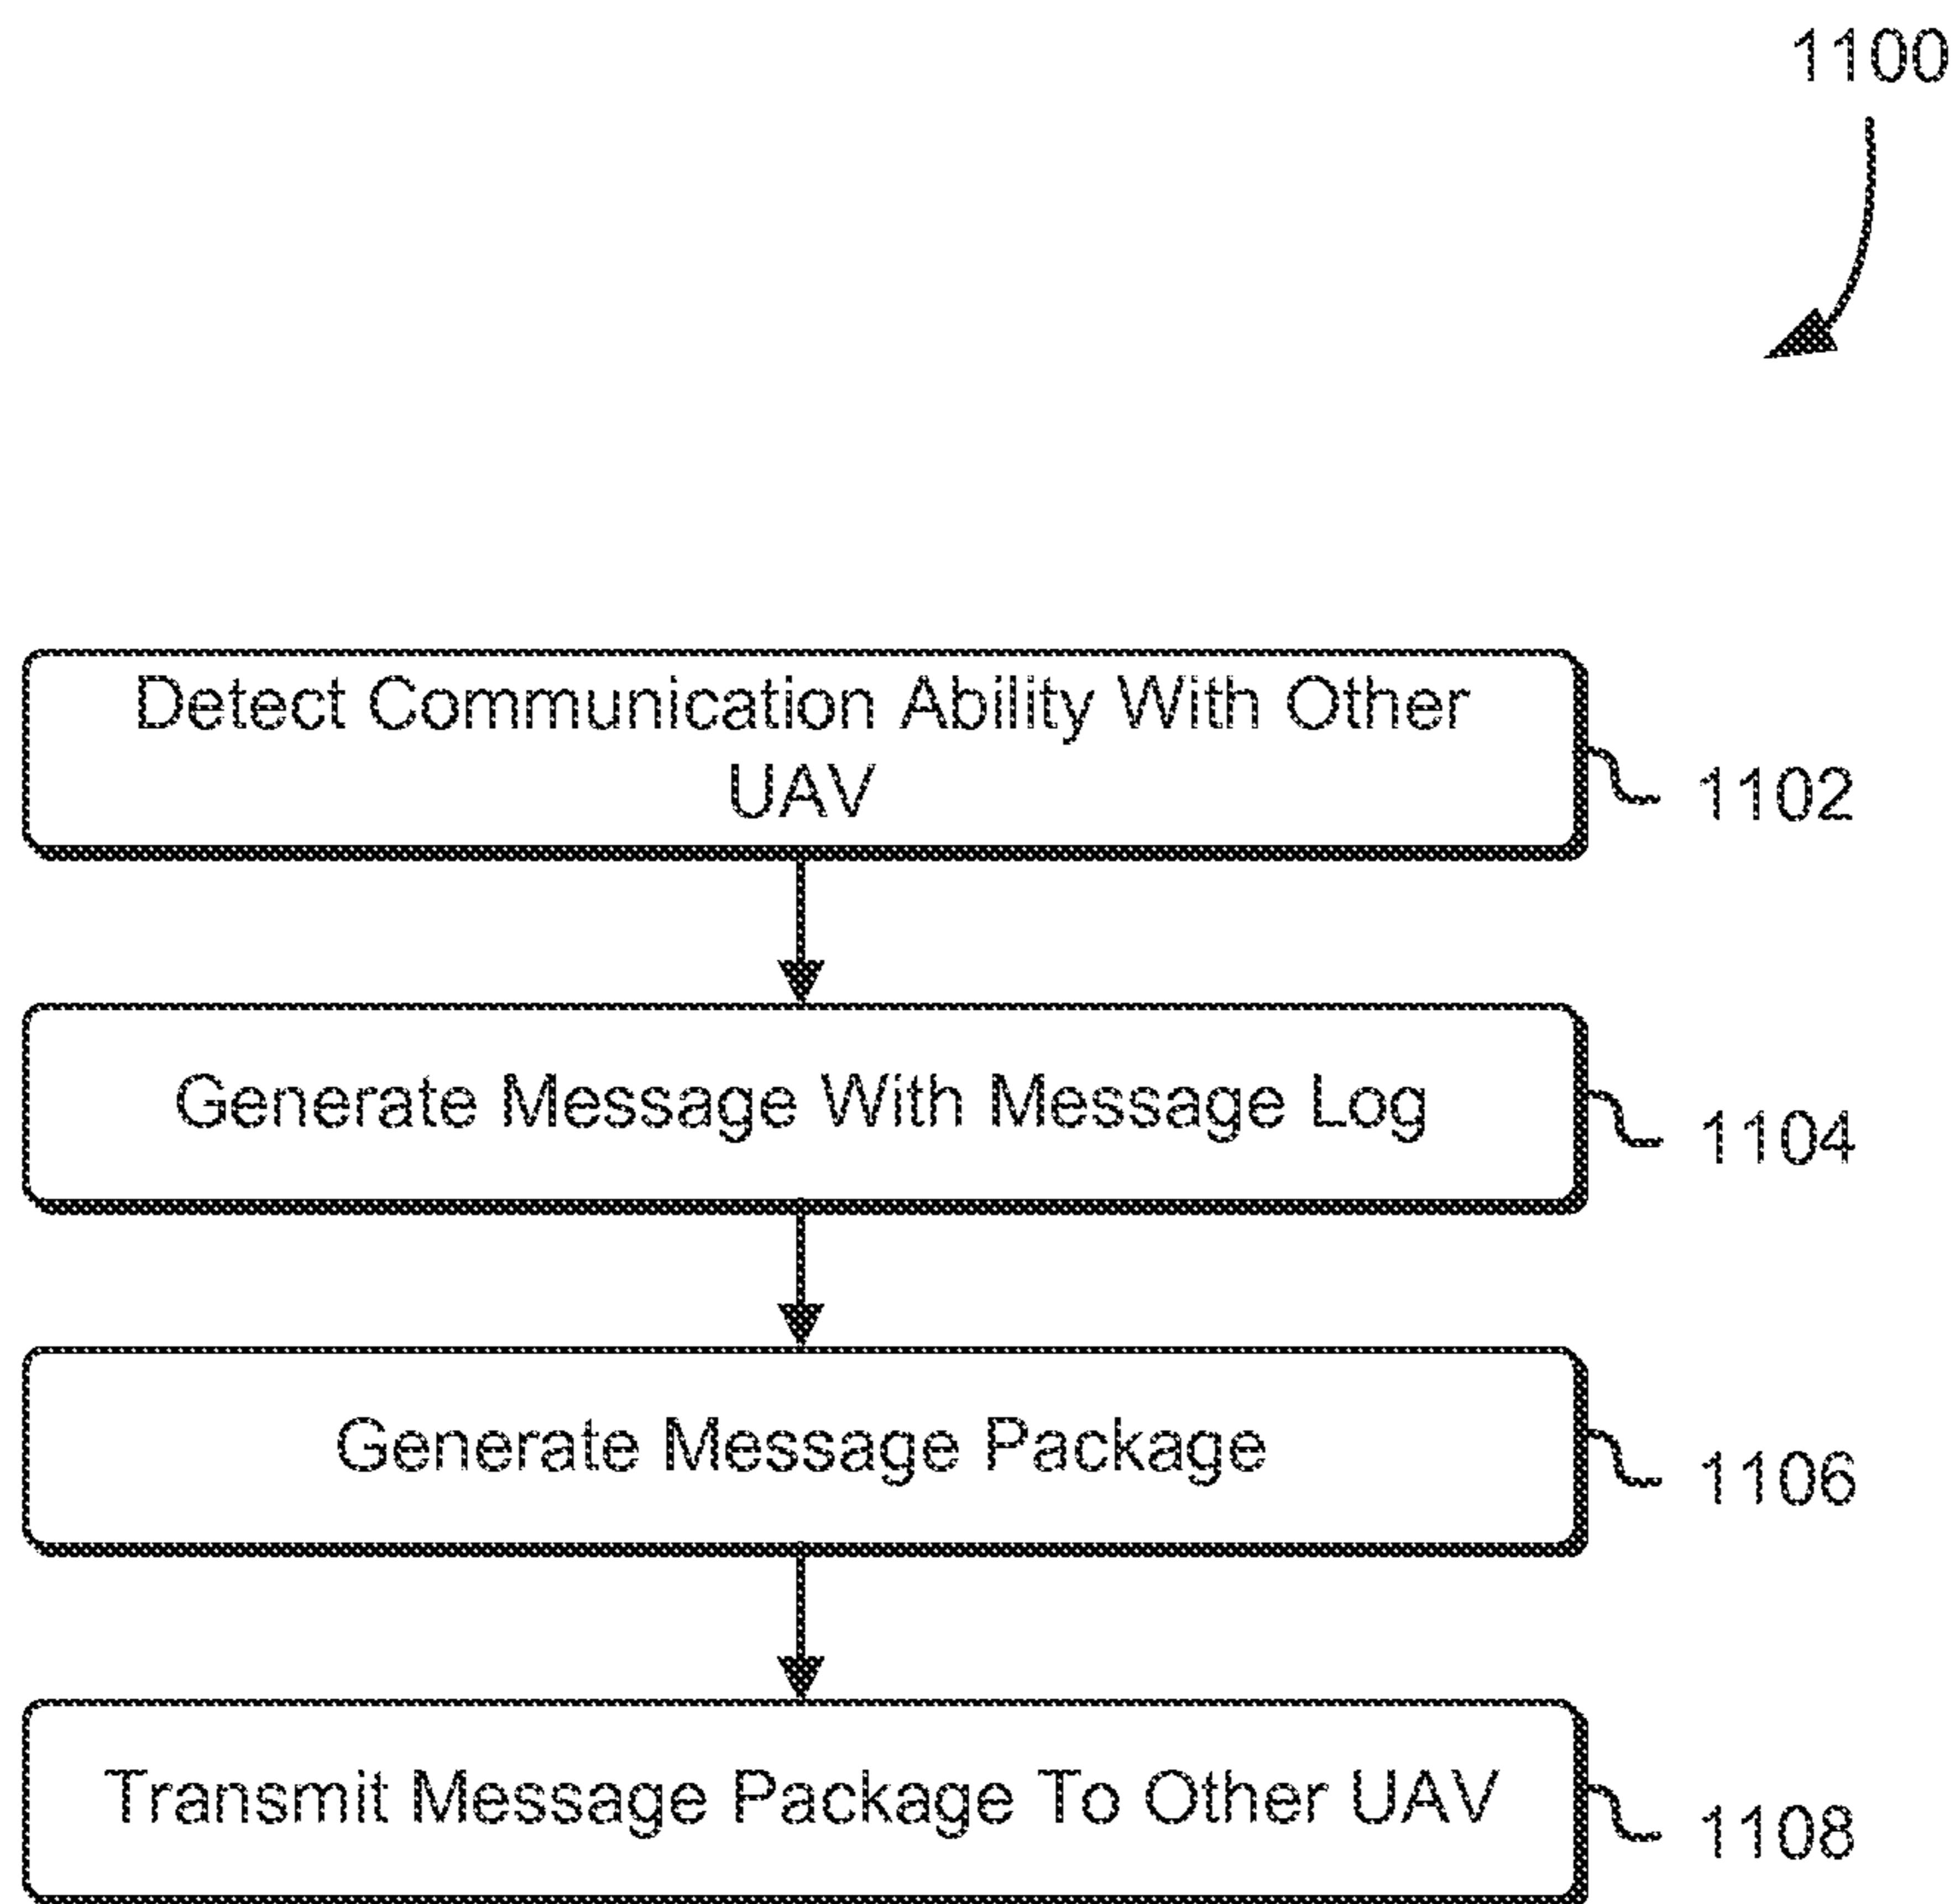 1100
Detect Communication Ability With Other
UAV
1102
Generate Message With Message Log
1104
Generate Message Package
1106
Transmit Message Package To Other UAV
1108